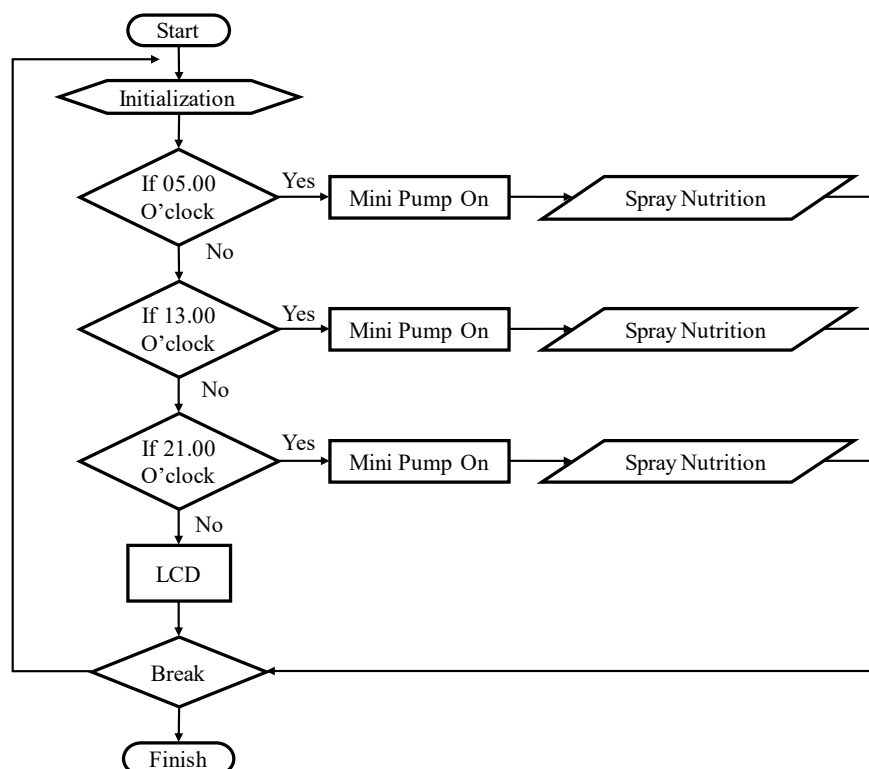 Start
Initialization
If 05.00
O’clock
Yes
Mini Pump On
Spray Nutrition
No
If 13.00
O’clock
Yes
Mini Pump On
Spray Nutrition
No
If 21.00
O’clock
Yes
Mini Pump On
Spray Nutrition
No
LCD
Break
Finish